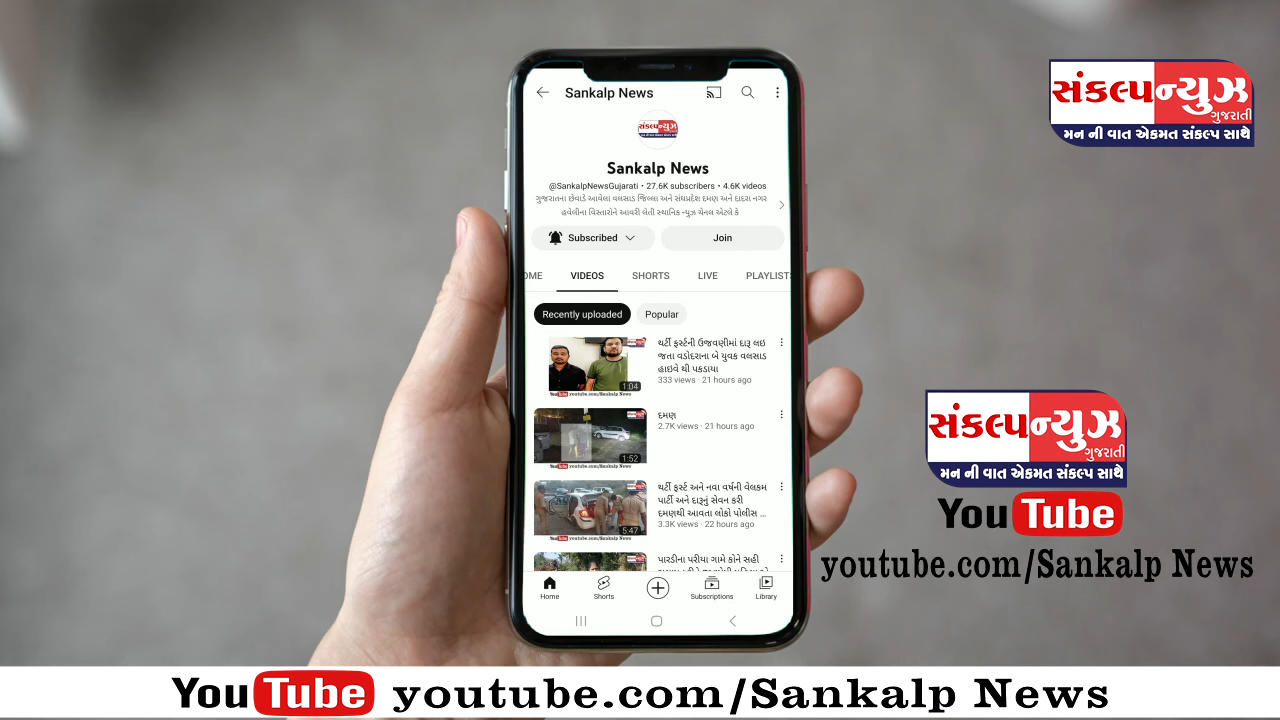 Sankalp News
Sankalp News
@SankalpNewsGujarati • 27.6K subscribers • 4.6K videos
ગુજરાતના છેવાડે આવેલા વલસાડ જિલ્લા અને સંઘપ્રદેશ દમણ અને દાદરા નગર
હવેલીના વિસ્તારોને આવરી લેતી સ્થાનિક ન્યુઝ ચેનલ એટલે કે
Subscribed
Join
OME VIDEOS SHORTS LIVE PLAYLISTS
Recently uploaded Popular
થર્ટી ફર્સ્ટની ઉજવણીમાં દારૂ લઇ
જતા વડોદરાના બે યુવક વલસાડ
હાઇવે થી પકડાયા
333 views · 21 hours ago
1:04
દમણ
2.7K views · 21 hours ago
1:52
થર્ટી ફર્સ્ટ અને નવા વર્ષની વેલકમ
પાર્ટી અને દારૂનું સેવન કરી
દમણથી આવતા લોકો પોલીસ ...
3.3K views · 22 hours ago
5:47
પારડીના પરીયા ગામે કોને સહી
Home Shorts Subscriptions Library
સંકલ્પ ન્યુઝ
ગુજરાતી
મન ની વાત એકમત સંકલ્પ સાથે
સંકલ્પ ન્યુઝ
ગુજરાતી
મન ની વાત એકમત સંકલ્પ સાથે
YouTube
youtube.com/Sankalp News
YouTube youtube.com/Sankalp News